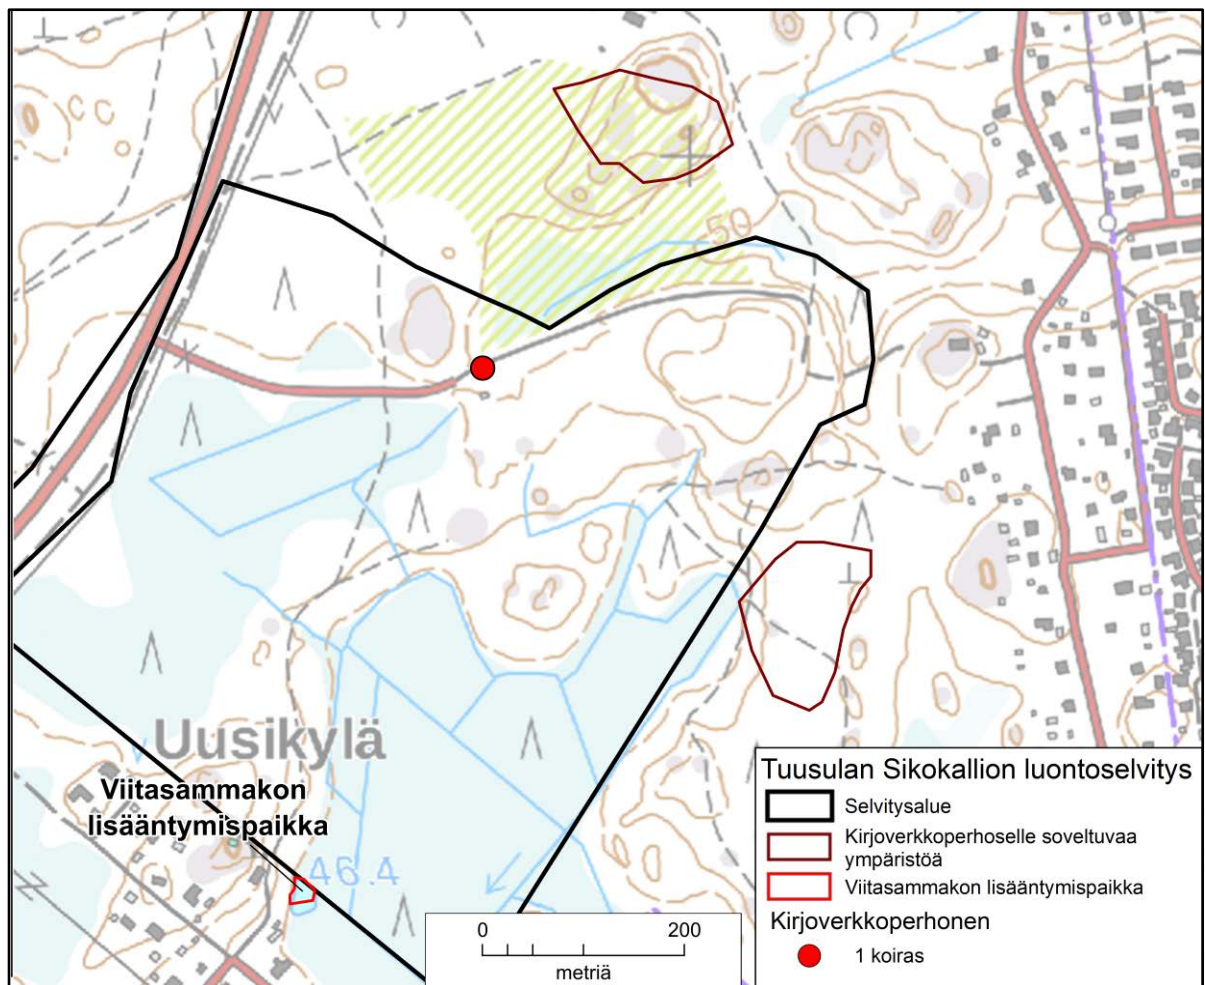 50
Uusikylä
Viitasammakon
lisääntymispaikka
46.4
0 200
metriä
Tuusulan Sikokallion luontoselvitys
Selvitysalue
Kirjoverkkoperhoselle soveltuvaa
ympäristöä
Viitasammakon lisääntymispaikka
Kirjoverkkoperhonen
1 koiras